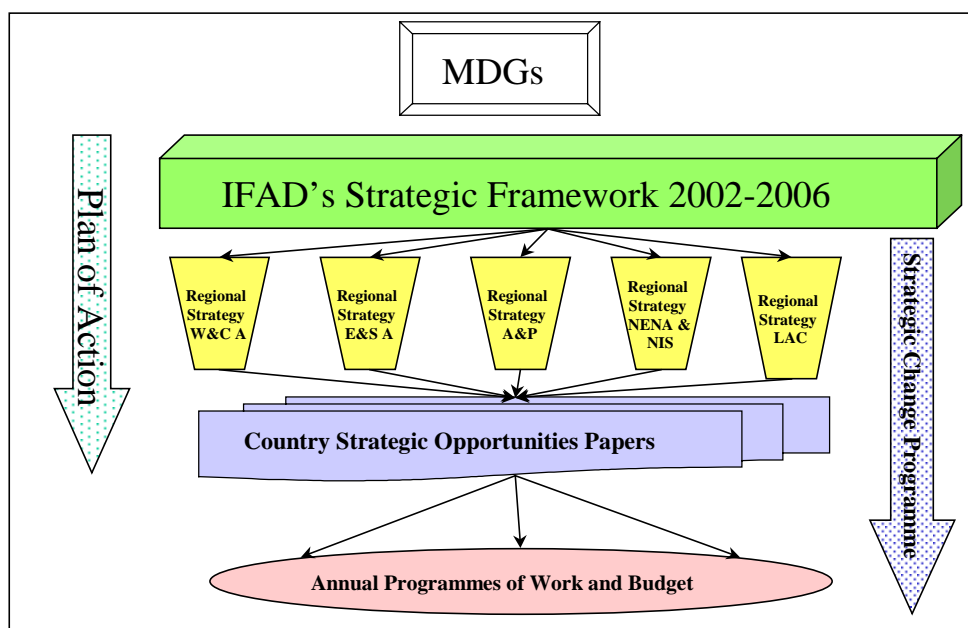 MDGs
IFAD's Strategic Framework 2002-2006
Plan of Action
Regional
Strategy
W&C A
Regional
Strategy
E&S A
Regional
Strategy
A&P
Regional
Strategy
NENA &
NIS
Regional
Strategy
LAC
Strategic Change Programme
Country Strategic Opportunities Papers
Annual Programmes of Work and Budget